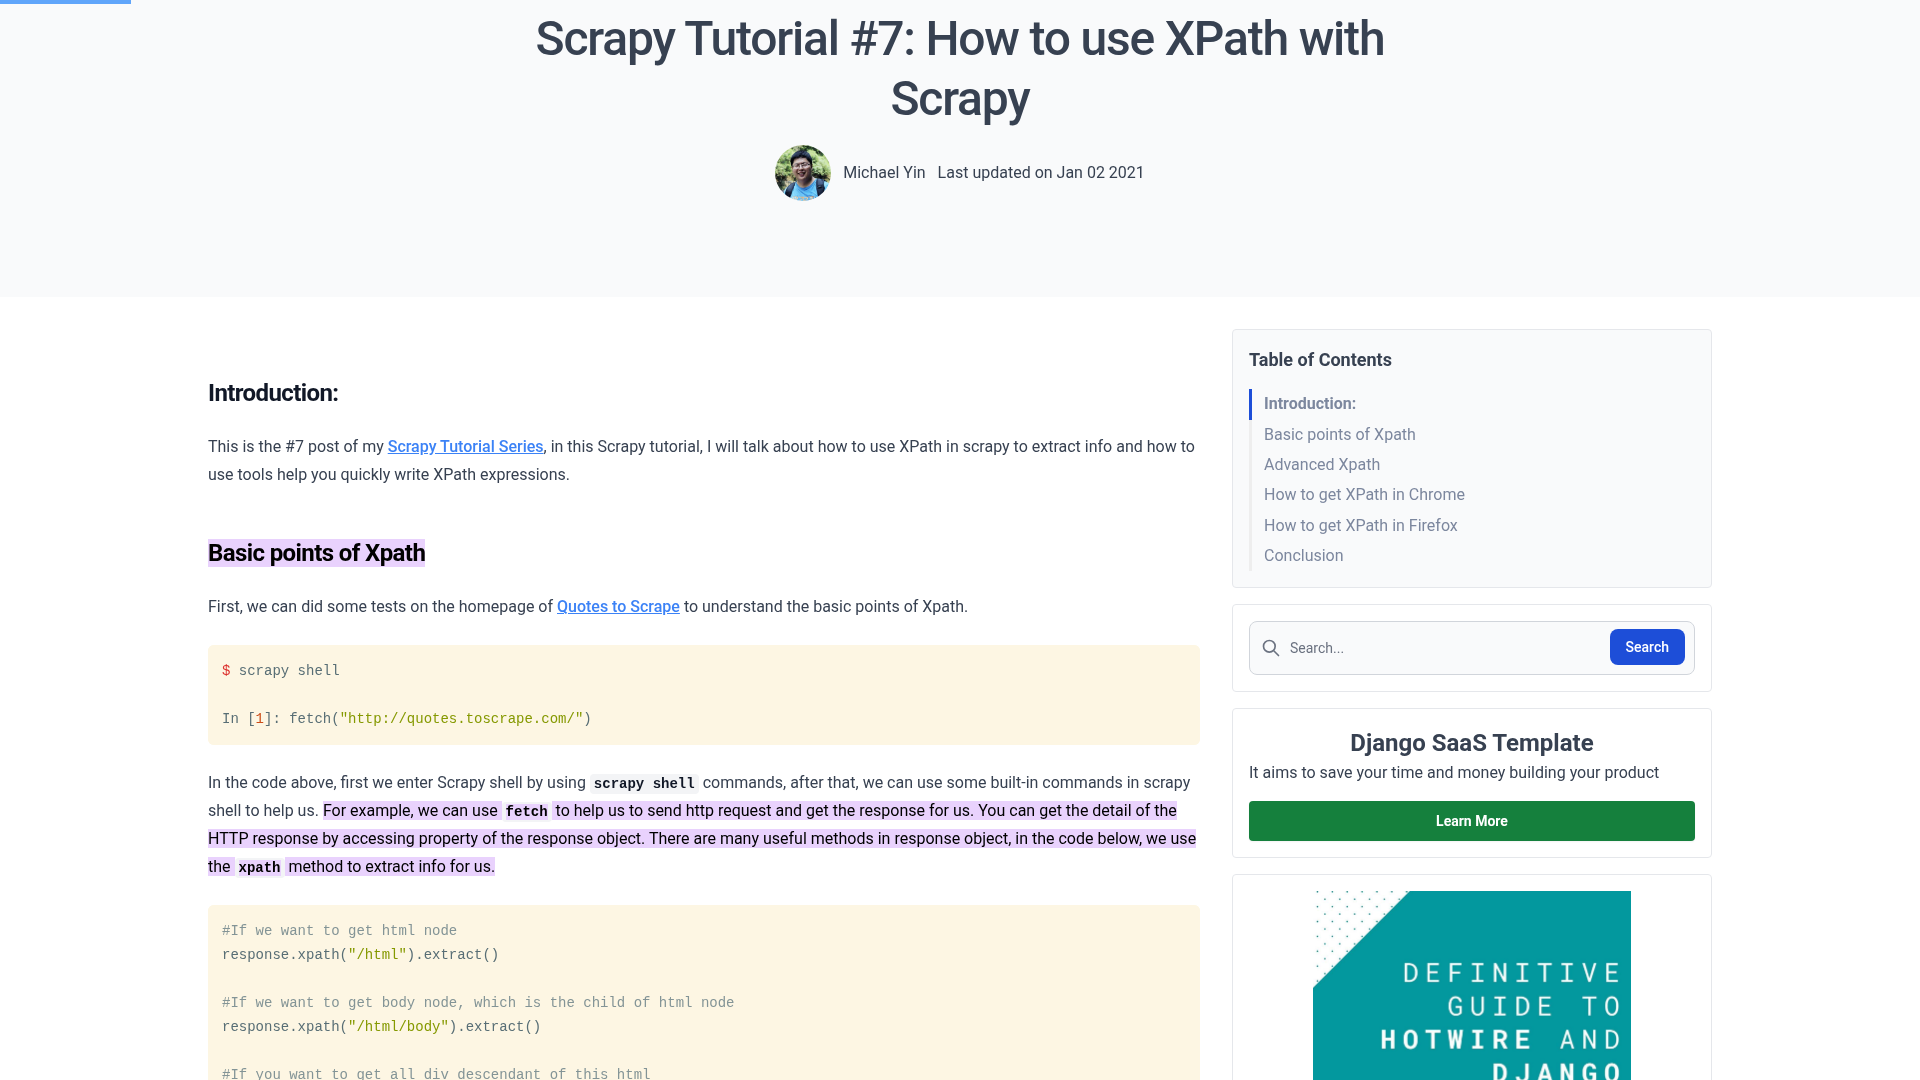 Scrapy Tutorial #7: How to use XPath with
Scrapy
Michael Yin Last updated on Jan 02 2021
Introduction:
This is the #7 post of my Scrapy Tutorial Series, in this Scrapy tutorial, I will talk about how to use XPath in scrapy to extract info and how to
use tools help you quickly write XPath expressions.
Basic points of Xpath
First, we can did some tests on the homepage of Quotes to Scrape to understand the basic points of Xpath.
$ scrapy shell
In [1]: fetch("http://quotes.toscrape.com/")
In the code above, first we enter Scrapy shell by using scrapy shell commands, after that, we can use some built-in commands in scrapy
shell to help us. For example, we can use fetch to help us to send http request and get the response for us. You can get the detail of the
HTTP response by accessing property of the response object. There are many useful methods in response object, in the code below, we use
the xpath method to extract info for us.
#If we want to get html node
response.xpath("/html").extract()
#If we want to get body node, which is the child of html node
response.xpath("/html/body").extract()
#If you want to get all div descendant of this html
Table of Contents
Introduction:
Basic points of Xpath
Advanced Xpath
How to get XPath in Chrome
How to get XPath in Firefox
Conclusion
Search...
Search
Django SaaS Template
It aims to save your time and money building your product
Learn More
DEFINITIVE
GUIDE TO
HOTWIRE AND
DJANGO